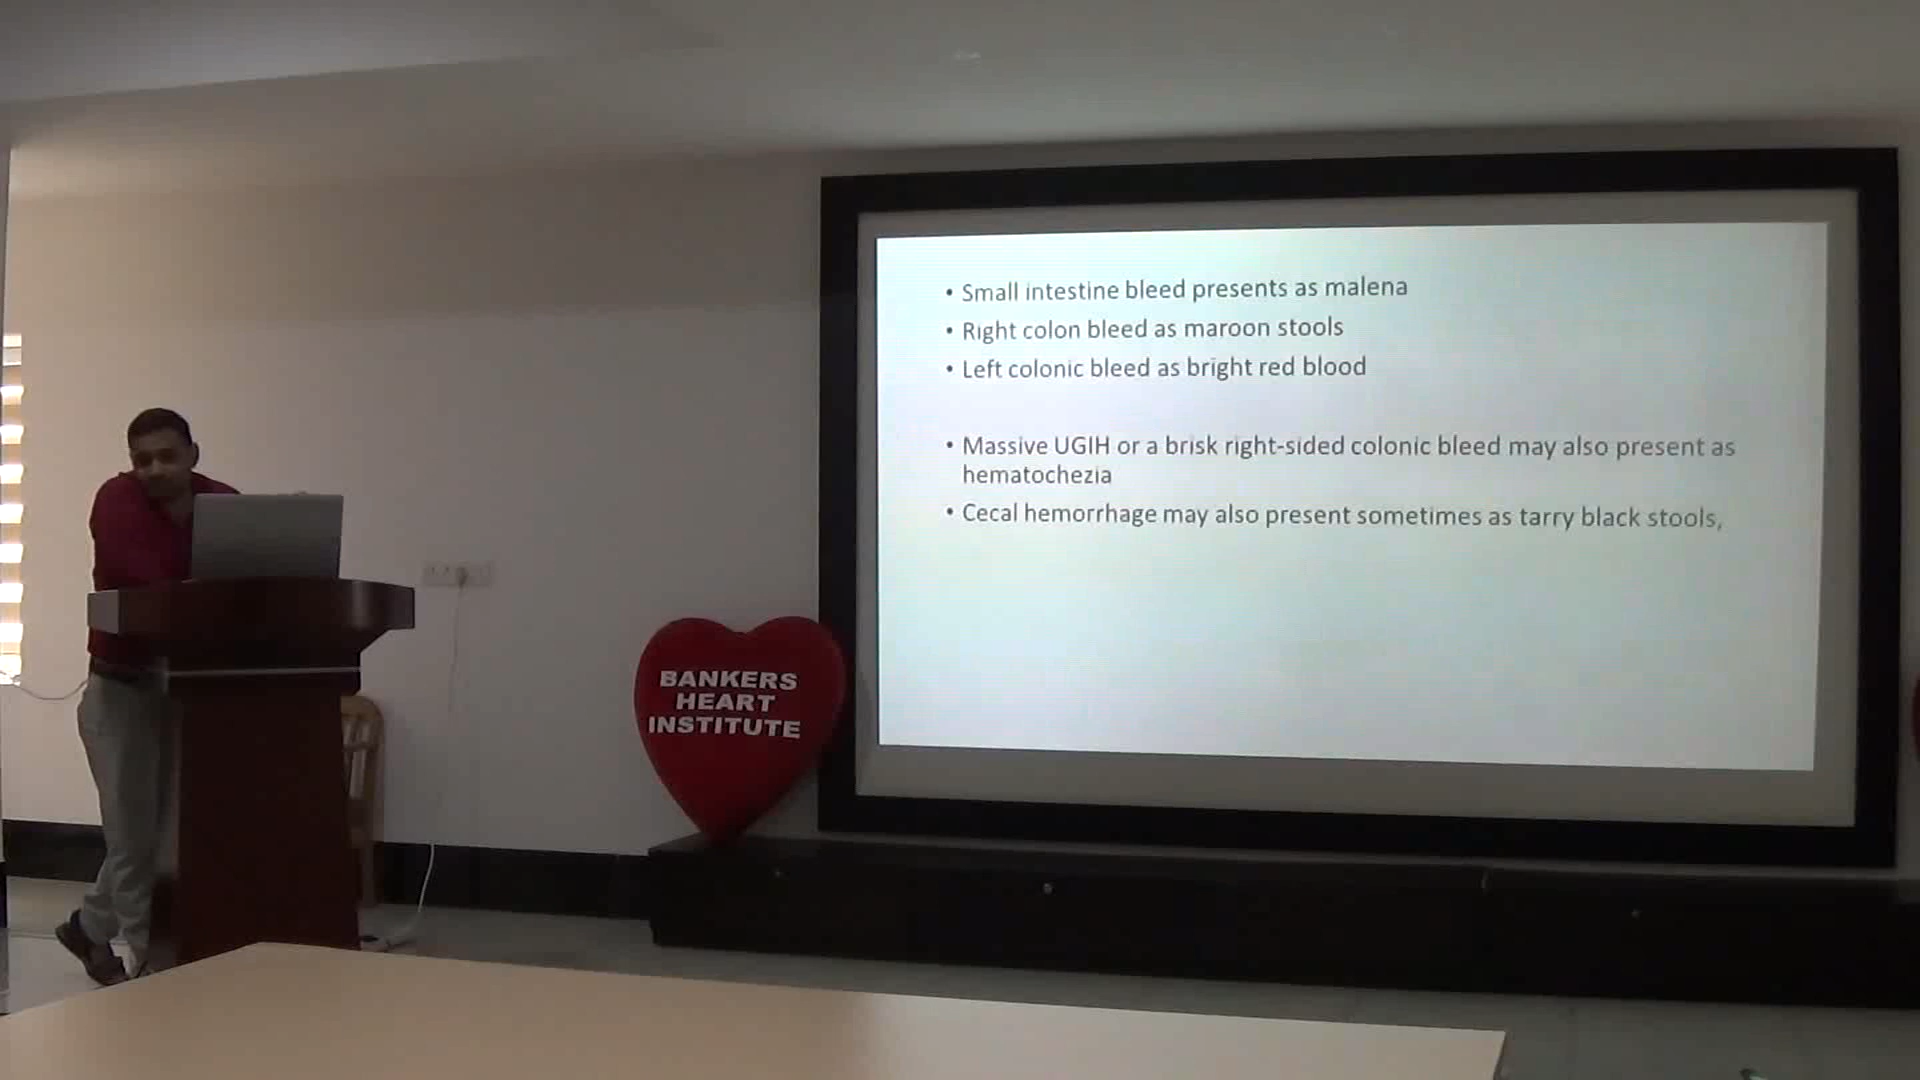 • Small intestine bleed presents as malena
• Right colon bleed as maroon stools
• Left colonic bleed as bright red blood
• Massive UGIH or a brisk right-sided colonic bleed may also present as
hematochezia
• Cecal hemorrhage may also present sometimes as tarry black stools,
BANKERS
HEART
INSTITUTE